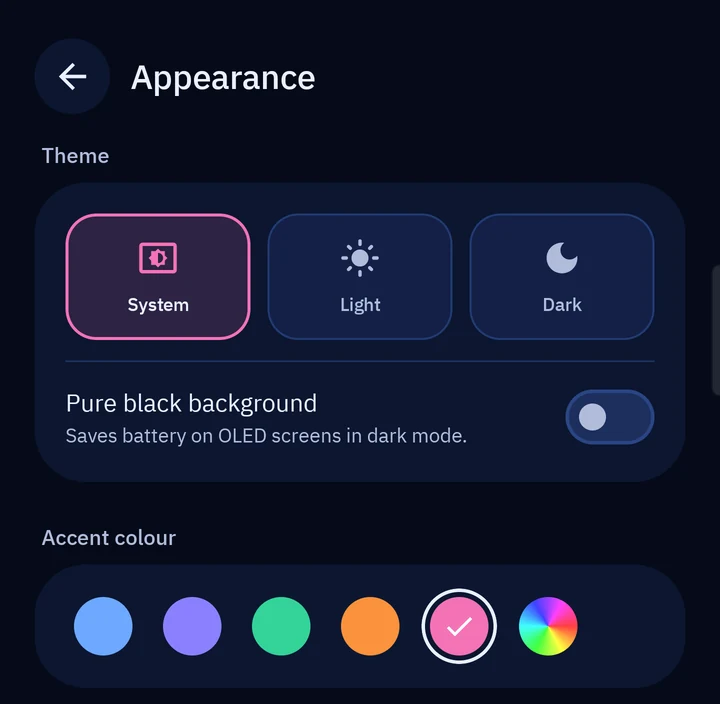 Appearance
Theme
System
Light
Dark
Pure black background
Saves battery on OLED screens in dark mode.
Accent colour